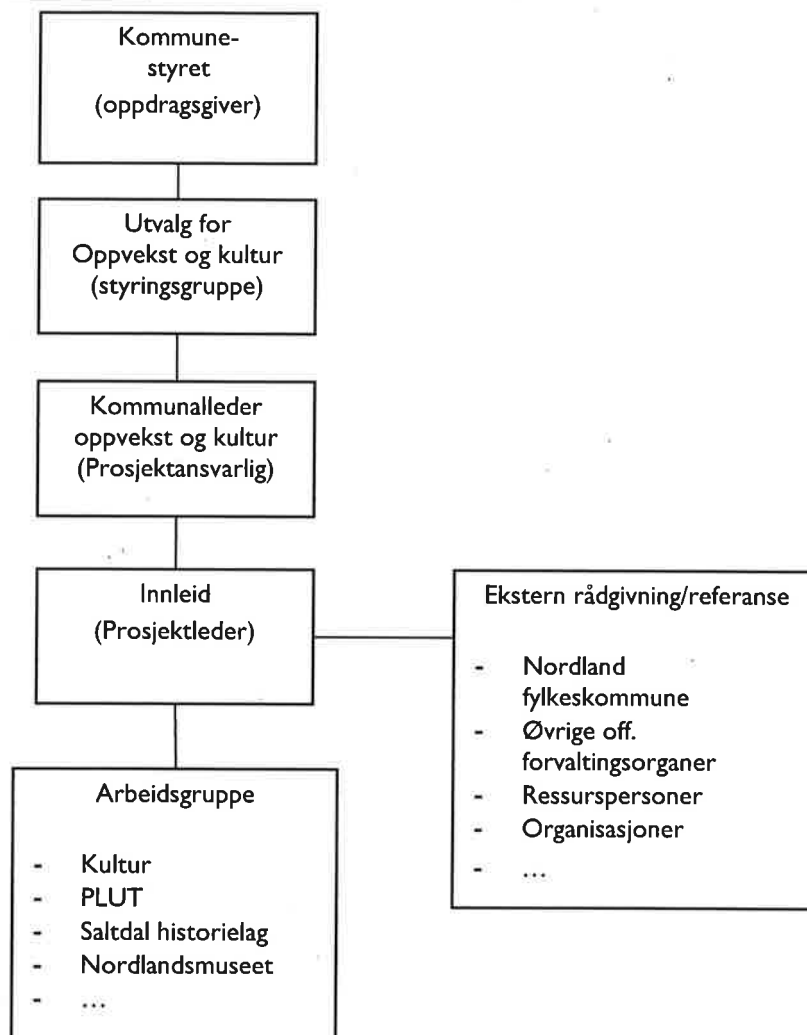 Kommune-
styret
(oppdragsgiver)
Utvalg for
Oppvekst og kultur
(styringsgruppe)
Kommunalleder
oppvekst og kultur
(Prosjektansvarlig)
Innleid
(Prosjektleder)
Ekstern rådgivning/referanse
- Nordland
fylkeskommune
- Øvrige off.
forvaltingsorganer
- Ressurspersoner
- Organisasjoner
- ...
Arbeidsgruppe
- Kultur
- PLUT
- Saltdal historielag
- Nordlandsmuseet
- ...